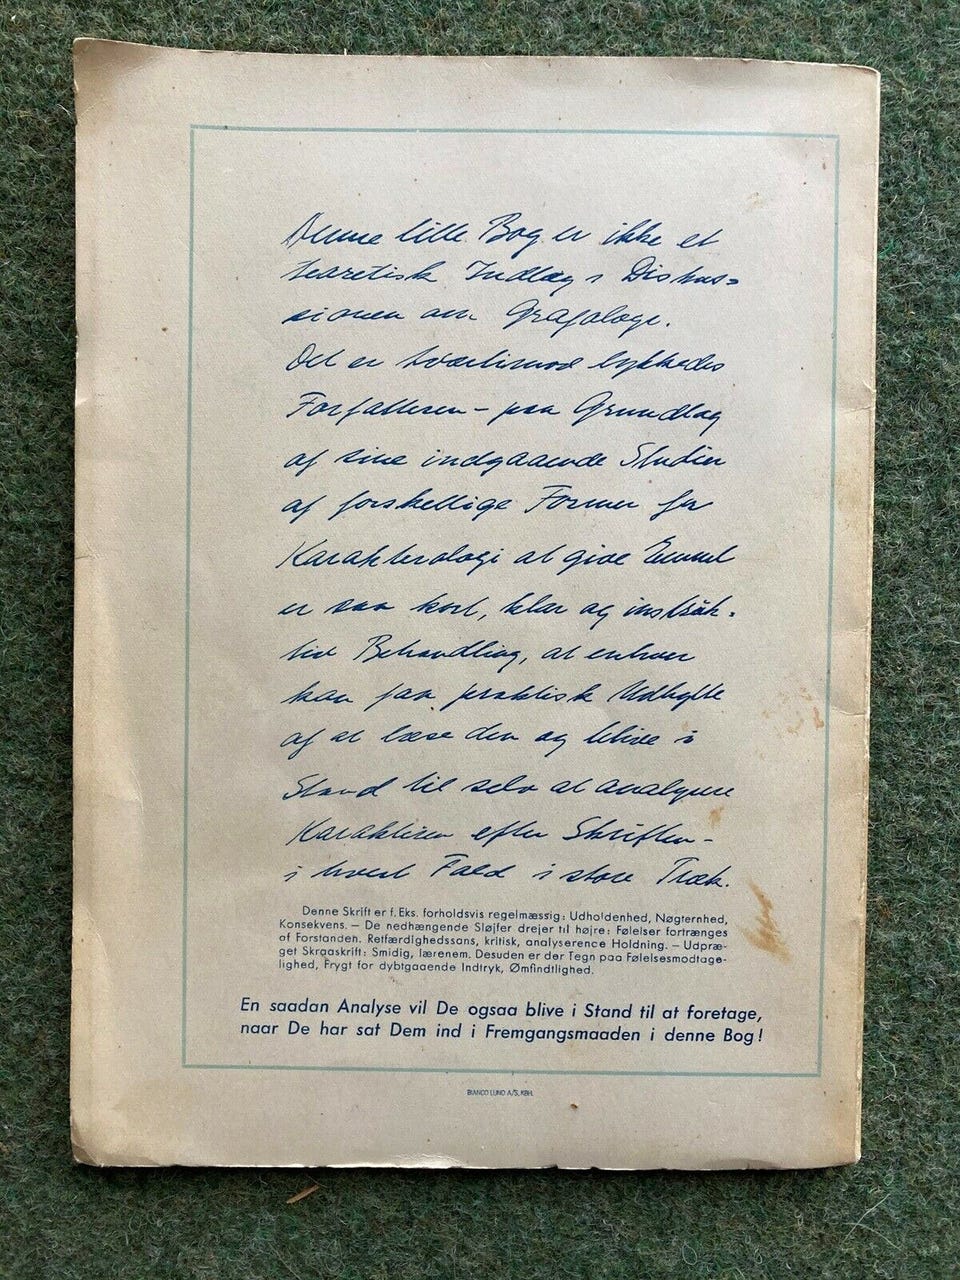 Denne lille Bog er ikke et
teoretisk Indlæg i Diskus=
sionen om Grafologi.
Det er tværtimod lykkedes
Forfatteren - paa Grundlag
af sine indgaaende Studier
af forskellige Former for
Karakterologi at give Emnet
en saa kort, klar og instruk-
tiv Behandling, at enhver
kan faa praktisk Udbytte
af at læse den og blive i
Stand til selv at analysere
Karakteren efter Skriften -
i hvert Fald i store Træk.
Denne Skrift er f. Eks. forholdsvis regelmæssig: Udholdenhed, Nøgternhed,
Konsekvens. — De nedhængende Sløjfer drejer til højre: Følelser fortrænges
af Forstanden. Retfærdighedssans, kritisk, analyserence Holdning. — Udpræ-
get Skraaskrift: Smidig, lærenem. Desuden er der Tegn paa Følelsesmodtage-
lighed, Frygt for dybtgaaende Indtryk, Ømfindtlighed.
En saadan Analyse vil De ogsaa blive i Stand til at foretage,
naar De har sat Dem ind i Fremgangsmaaden i denne Bog!
BIANCO LUNO A/S, KBH.